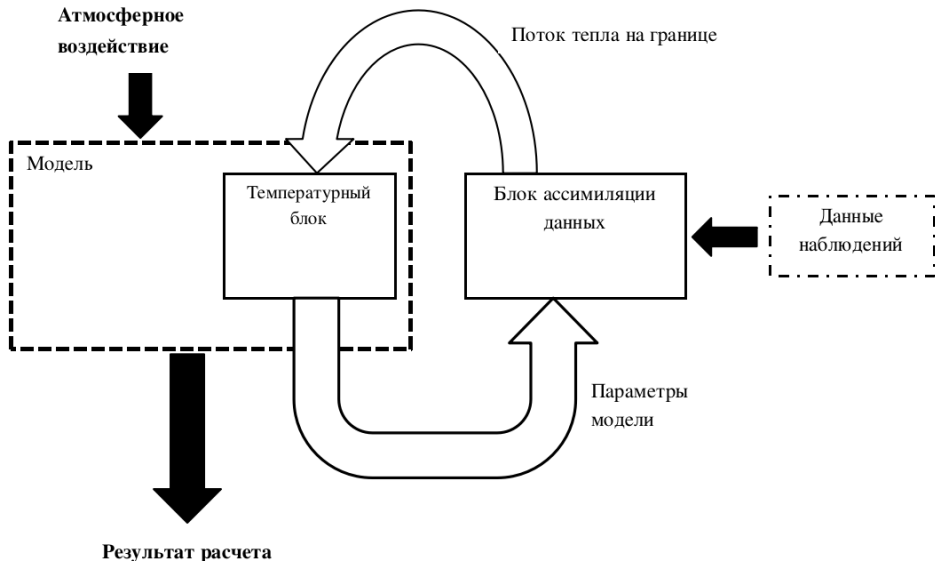 Атмосферное
воздействие
Поток тепла на границе
Модель
Температурный
блок
Блок ассимиляции
данных
Данные
наблюдений
Параметры
модели
Результат расчета